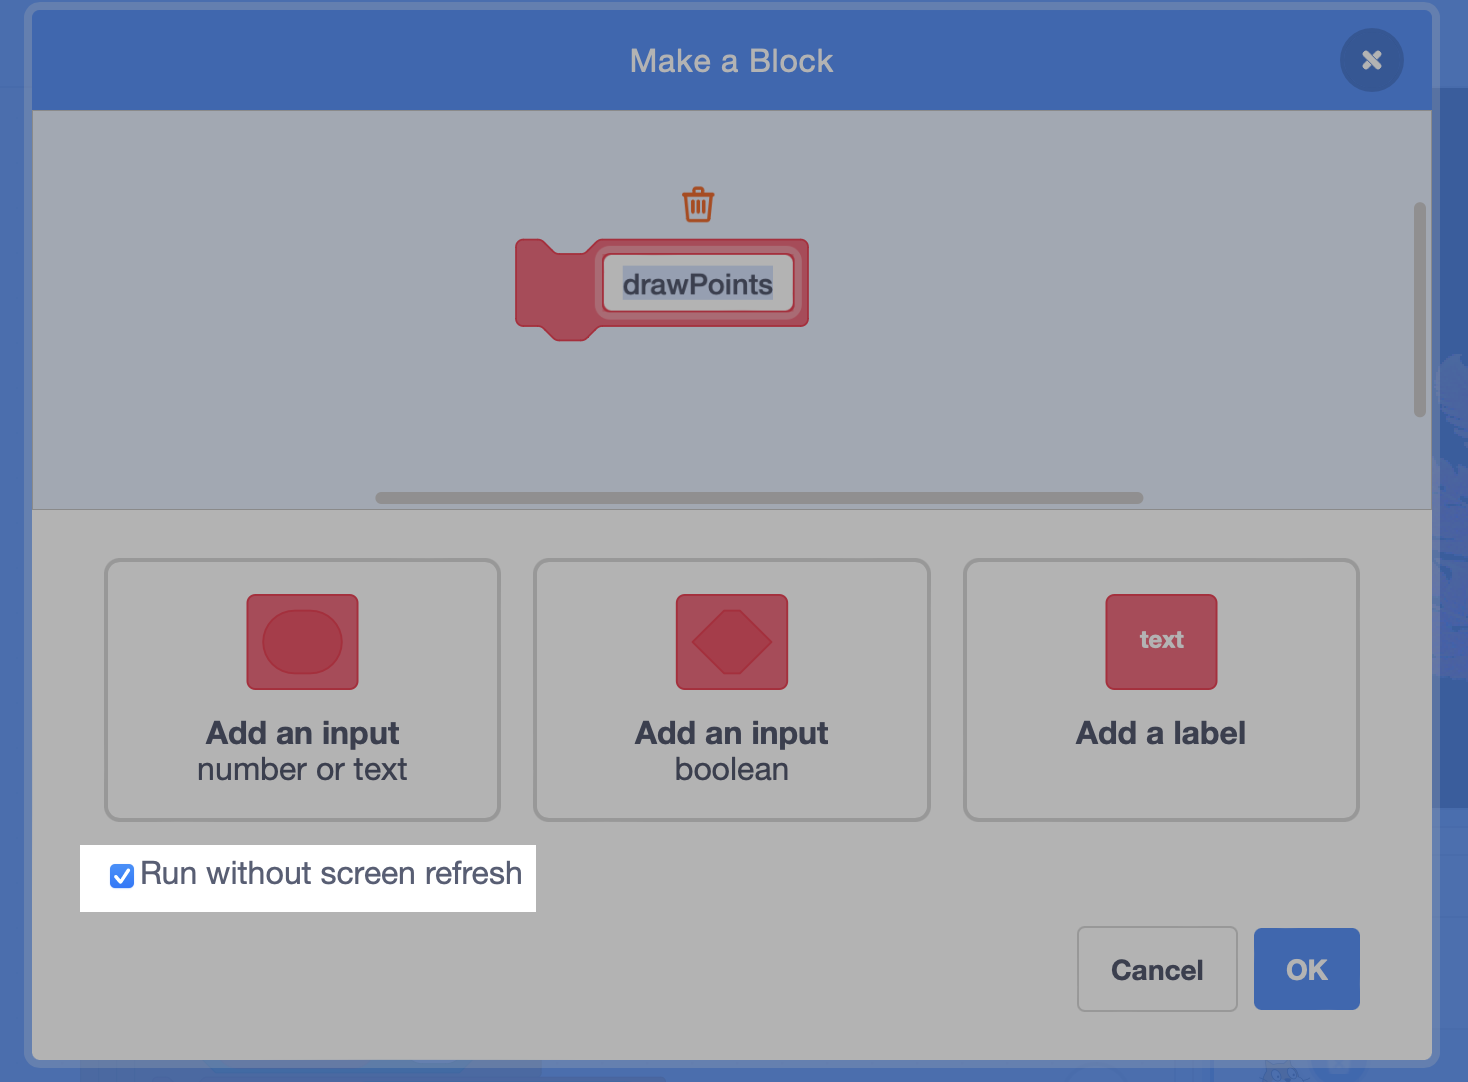 Make a Block
drawPoints
Add an input
number or text
Add an input
boolean
text
Add a label
Run without screen refresh
Cancel
OK